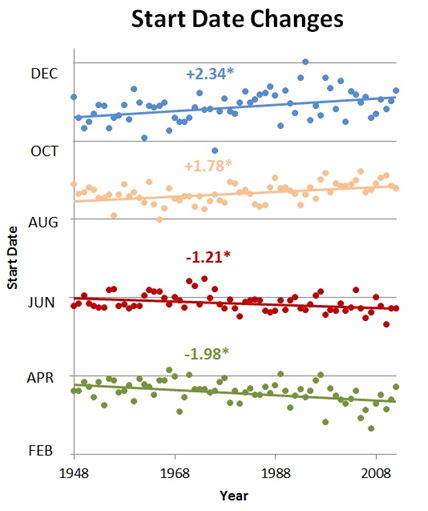 Start Date Changes
DEC
+2.34*
OCT
+1.78*
AUG
Start Date
-1.21*
JUN
-1.98*
APR
FEB
1948 1968 1988 2008
Year